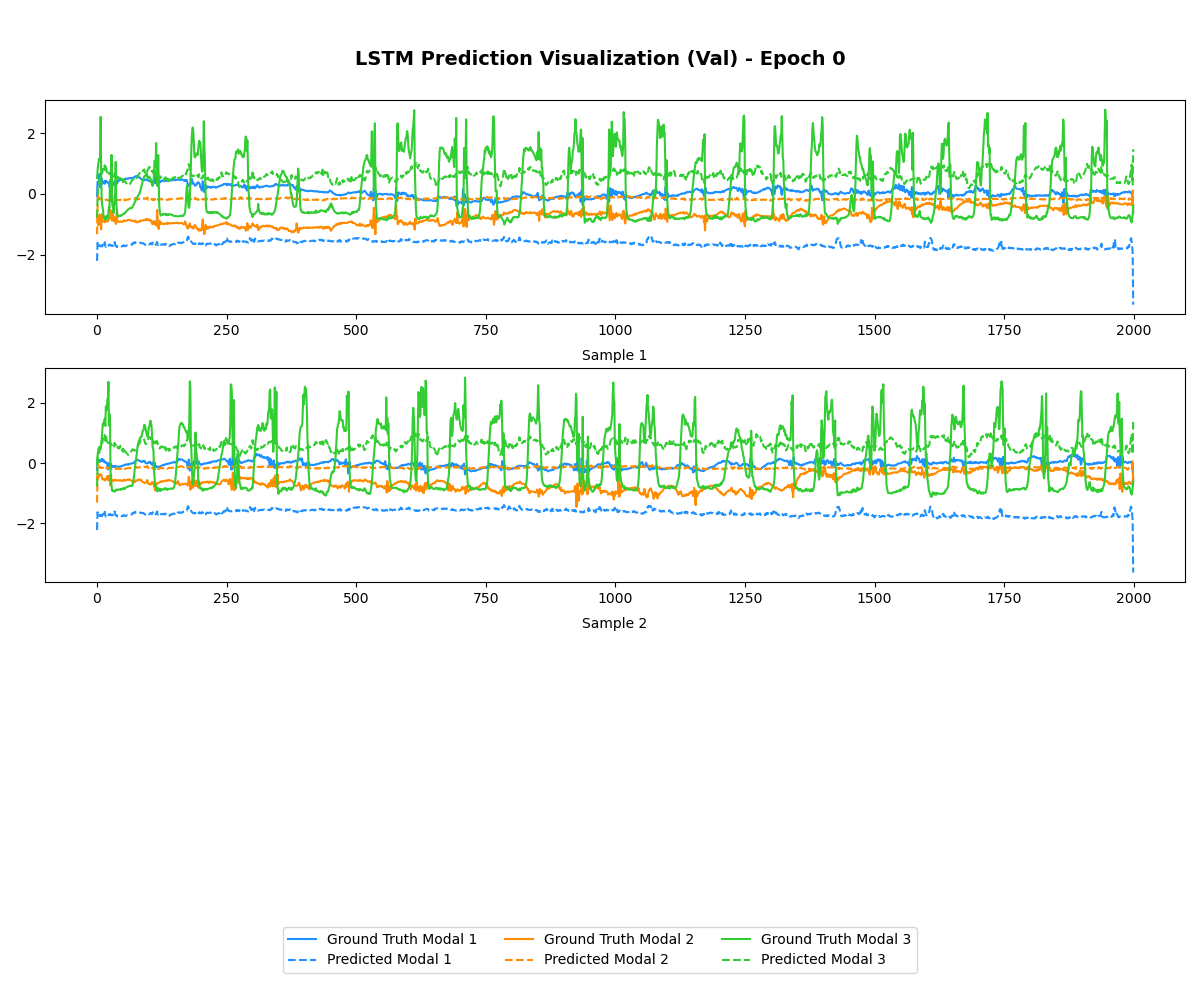 LSTM Prediction Visualization (Val) - Epoch 0
2
0
−2
0 250 500 750 1000 1250 1500 1750 2000
Sample 1
2
0
−2
0 250 500 750 1000 1250 1500 1750 2000
Sample 2
Ground Truth Modal 1 Ground Truth Modal 2 Ground Truth Modal 3
Predicted Modal 1 Predicted Modal 2 Predicted Modal 3